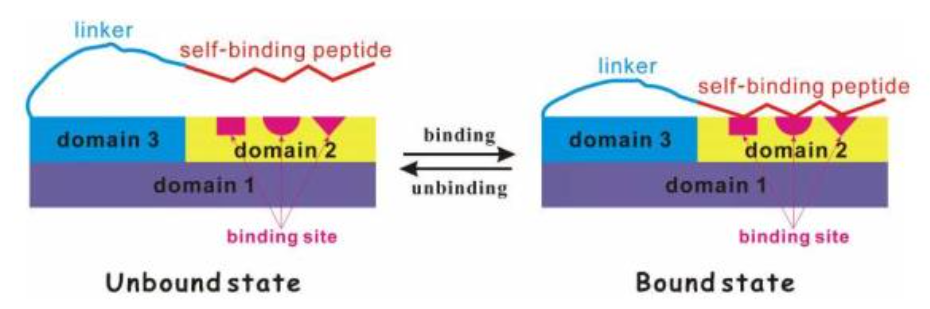 linker
self-binding peptide
domain 3
domain 2
domain 1
binding site
Unbound state
binding
unbinding
linker
self-binding peptide
domain 3
domain 2
domain 1
binding site
Bound state